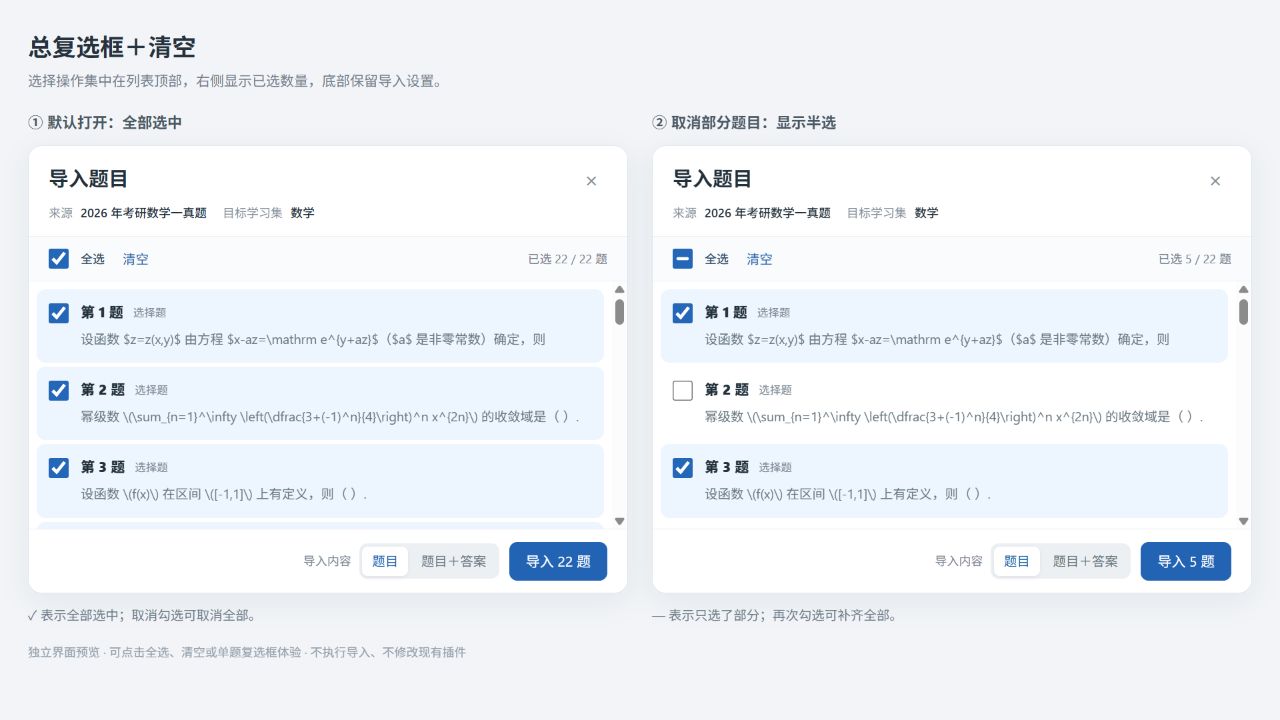 总复选框＋清空
选择操作集中在列表顶部，右侧显示已选数量，底部保留导入设置。
① 默认打开：全部选中
导入题目
×
来源 2026 年考研数学一真题 目标学习集 数学
全选 清空 已选 22 / 22 题
第 1 题 选择题
设函数 $z=z(x,y)$ 由方程 $x-az=\mathrm e^{y+az}$（$a$ 是非零常数）确定，则
第 2 题 选择题
幂级数 \(\sum_{n=1}^\infty \left(\dfrac{3+(-1)^n}{4}\right)^n x^{2n}\) 的收敛域是（ ）.
第 3 题 选择题
设函数 \(f(x)\) 在区间 \([-1,1]\) 上有定义，则（ ）.
导入内容 题目 题目＋答案 导入 22 题
✓ 表示全部选中；取消勾选可取消全部。
② 取消部分题目：显示半选
导入题目
×
来源 2026 年考研数学一真题 目标学习集 数学
全选 清空 已选 5 / 22 题
第 1 题 选择题
设函数 $z=z(x,y)$ 由方程 $x-az=\mathrm e^{y+az}$（$a$ 是非零常数）确定，则
第 2 题 选择题
幂级数 \(\sum_{n=1}^\infty \left(\dfrac{3+(-1)^n}{4}\right)^n x^{2n}\) 的收敛域是（ ）.
第 3 题 选择题
设函数 \(f(x)\) 在区间 \([-1,1]\) 上有定义，则（ ）.
导入内容 题目 题目＋答案 导入 5 题
— 表示只选了部分；再次勾选可补齐全部。
独立界面预览 · 可点击全选、清空或单题复选框体验 · 不执行导入、不修改现有插件